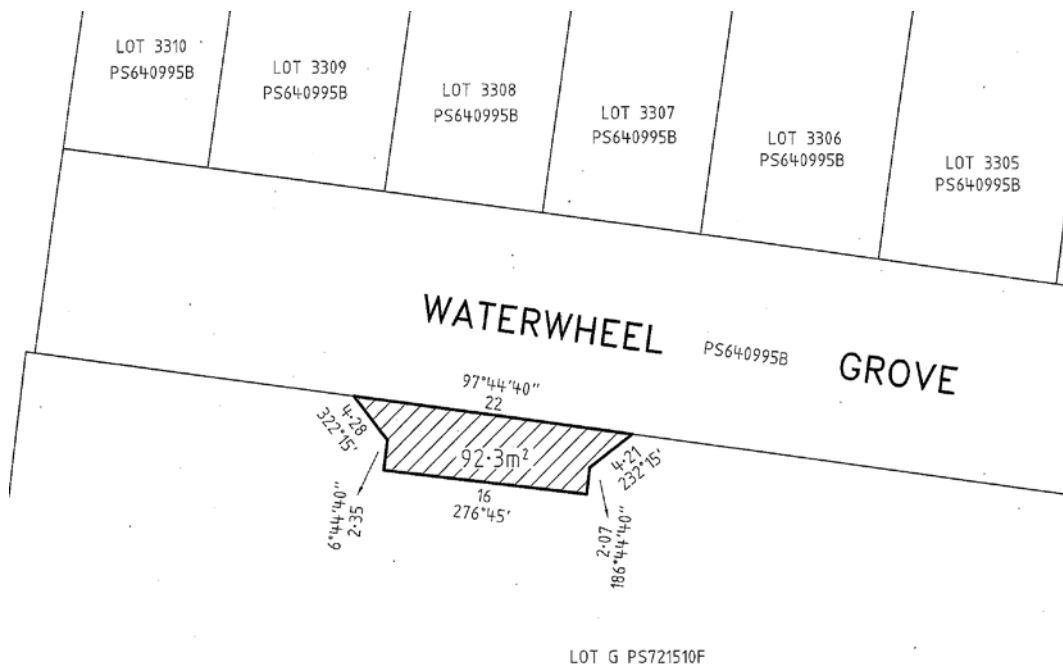 LOT 3310
PS640995B
LOT 3309
PS640995B
LOT 3308
PS640995B
LOT 3307
PS640995B
LOT 3306
PS640995B
LOT 3305
PS640995B
WATERWHEEL PS640995B GROVE
97°44'40"
22
4·28
322°15'
92·3m²
4·21
232°15'
16
276°45'
6°44'40"
2·35
2·07
186°44'40"
LOT G PS721510F